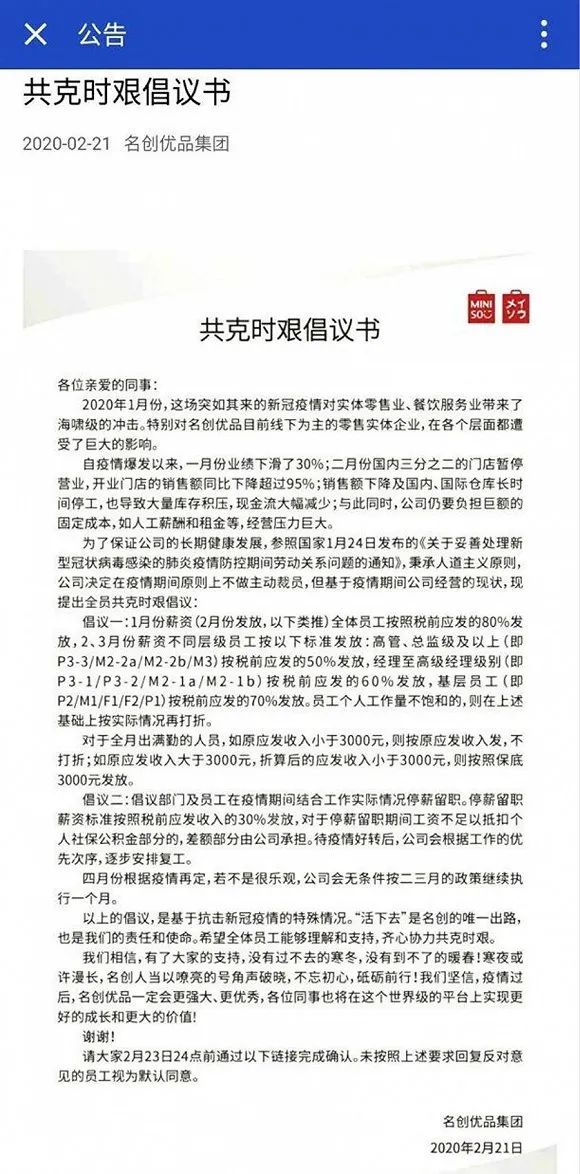 公告
共克时艰倡议书
2020-02-21 名创优品集团
MINI SO メイソウ
共克时艰倡议书
各位亲爱的同事：
2020年1月份，这场突如其来的新冠疫情对实体零售业、餐饮服务业带来了
海啸级的冲击。特别对名创优品目前线下为主的零售实体企业，在各个层面都遭
受了巨大的影响。
自疫情爆发以来，一月份业绩下滑了30%；二月份国内三分之二的门店暂停
营业，开业门店的销售额同比下降超过95%；销售额下降及国内、国际仓库长时
间停工，也导致大量库存积压，现金流大幅减少；与此同时，公司仍要负担巨额的
固定成本，如人工薪酬和租金等，经营压力巨大。
为了保证公司的长期健康发展，参照国家1月24日发布的《关于妥善处理新
型冠状病毒感染的肺炎疫情防控期间劳动关系问题的通知》，秉承人道主义原则，
公司决定在疫情期间原则上不做主动裁员，但基于疫情期间公司经营的现状，现
提出全员共克时艰倡议：
倡议一：1月份薪资（2月份发放，以下类推）全体员工按照税前应发的80%发
放，2、3月份薪资不同层级员工按以下标准发放：高管、总监级及以上（即
P3-3/M2-2a/M2-2b/M3）按税前应发的50%发放，经理至高级经理级别（即
P3-1/P3-2/M2-1a/M2-1b）按税前应发的60%发放，基层员工（即
P2/M1/F1/F2/P1）按税前应发的70%发放。员工个人工作量不饱和的，则在上述
基础上按实际情况再打折。
对于全月出满勤的人员，如原应发收入小于3000元，则按原应发收入发，不
打折；如原应发收入大于3000元，折算后的应发收入小于3000元，则按照保底
3000元发放。
倡议二：倡议部门及员工在疫情期间结合工作实际情况停薪留职。停薪留职
薪资标准按照税前应发收入的30%发放，对于停薪留职期间工资不足以抵扣个
人社保公积金部分的，差额部分由公司承担。待疫情好转后，公司会根据工作的优
先次序，逐步安排复工。
四月份根据疫情再定，若不是很乐观，公司会无条件按二三月的政策继续执
行一个月。
以上的倡议，是基于抗击新冠疫情的特殊情况。“活下去”是名创的唯一出路，
也是我们的责任和使命。希望全体员工能够理解和支持，齐心协力共克时艰。
我们相信，有了大家的支持，没有过不去的寒冬，没有到不了的暖春！寒夜或
许漫长，名创人当以嘹亮的号角声破晓，不忘初心，砥砺前行！我们坚信，疫情过
后，名创优品一定会更强大、更优秀，各位同事也将在这个世界级的平台上实现更
好的成长和更大的价值！
谢谢！
请大家2月23日24点前通过以下链接完成确认。未按照上述要求回复反对意
见的员工视为默认同意。
名创优品集团
2020年2月21日